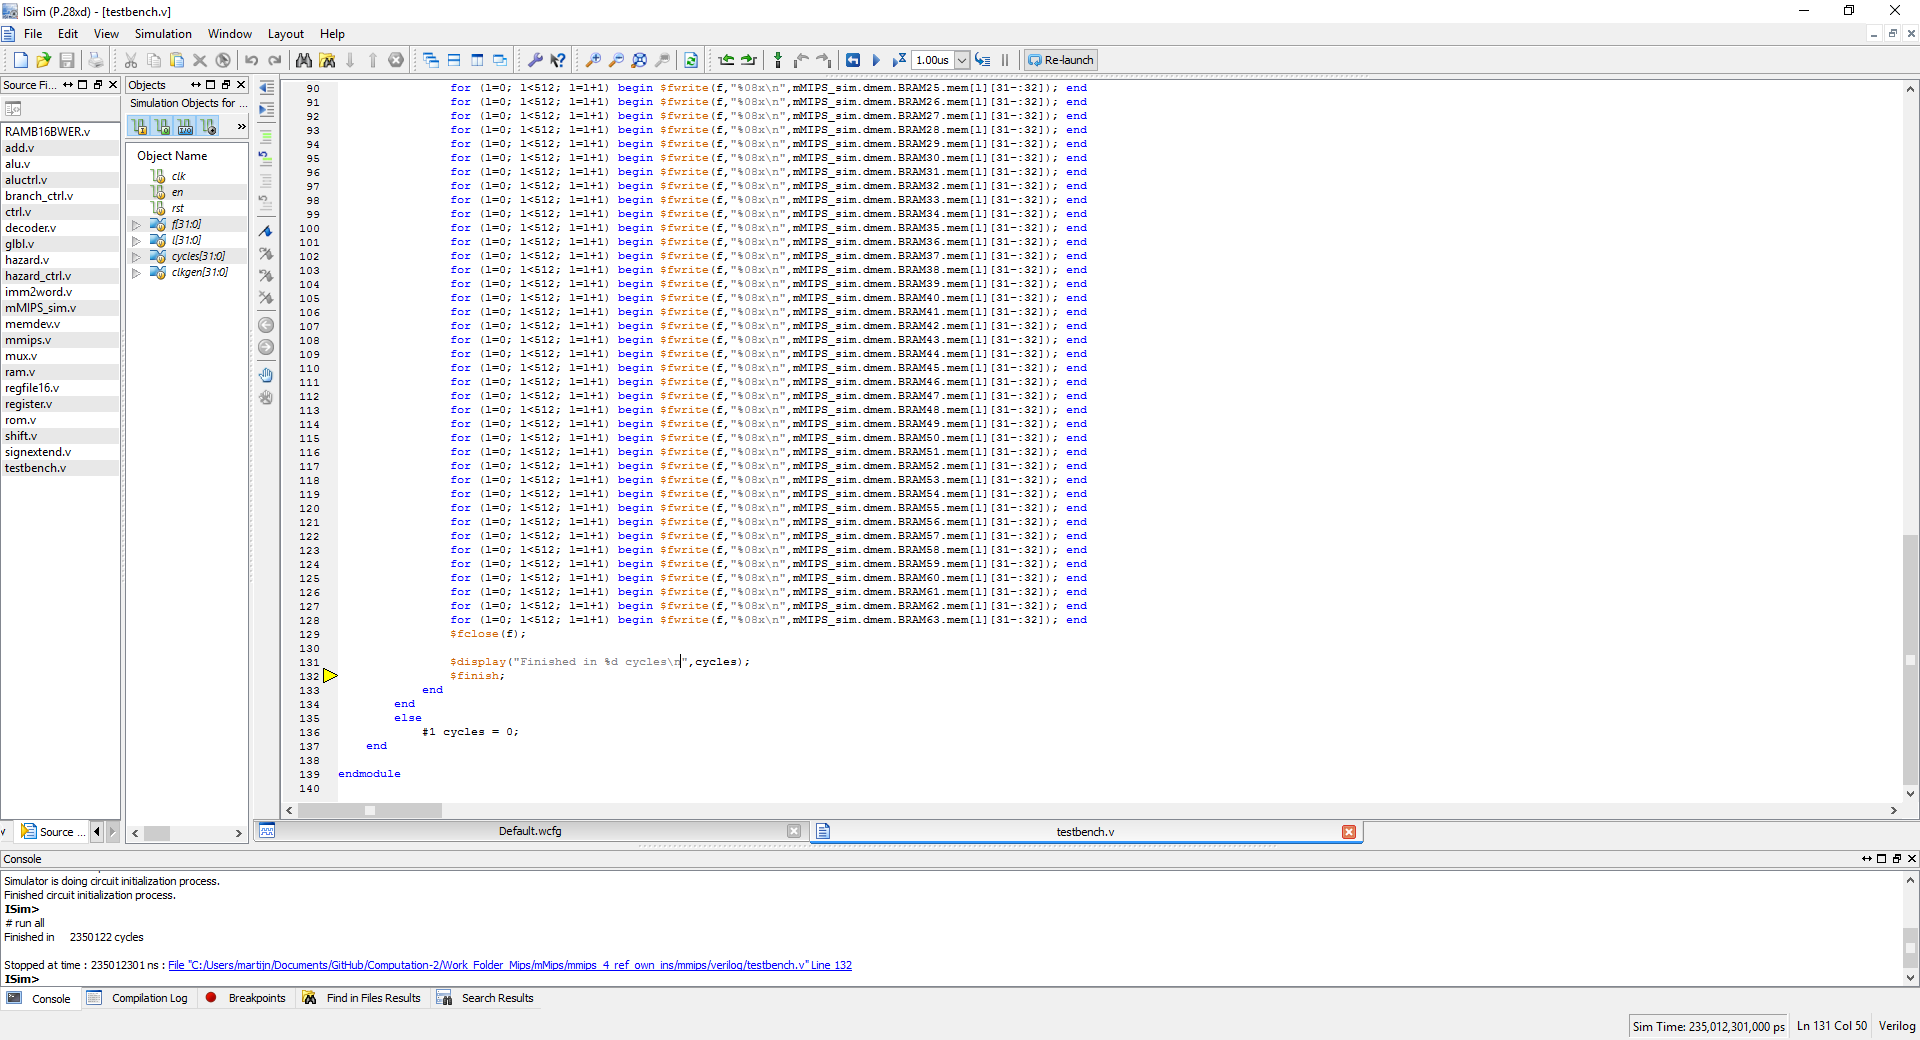 ISim (P.28xd) - [testbench.v]
File Edit View Simulation Window Layout Help
1.00us Re-launch
Source Fi...
RAMB16BWER.v
add.v
alu.v
aluctrl.v
branch_ctrl.v
ctrl.v
decoder.v
glbl.v
hazard.v
hazard_ctrl.v
imm2word.v
mMIPS_sim.v
memdev.v
mmips.v
mux.v
ram.v
regfile16.v
register.v
rom.v
shift.v
signextend.v
testbench.v
Source ...
Objects
Simulation Objects for ...
»
Object Name
clk
en
rst
f[31:0]
l[31:0]
cycles[31:0]
clkgen[31:0]
90 for (l=0; l<512; l=l+1) begin $fwrite(f,"%08x\n",mMIPS_sim.dmem.BRAM25.mem[l][31-:32]); end
91 for (l=0; l<512; l=l+1) begin $fwrite(f,"%08x\n",mMIPS_sim.dmem.BRAM26.mem[l][31-:32]); end
92 for (l=0; l<512; l=l+1) begin $fwrite(f,"%08x\n",mMIPS_sim.dmem.BRAM27.mem[l][31-:32]); end
93 for (l=0; l<512; l=l+1) begin $fwrite(f,"%08x\n",mMIPS_sim.dmem.BRAM28.mem[l][31-:32]); end
94 for (l=0; l<512; l=l+1) begin $fwrite(f,"%08x\n",mMIPS_sim.dmem.BRAM29.mem[l][31-:32]); end
95 for (l=0; l<512; l=l+1) begin $fwrite(f,"%08x\n",mMIPS_sim.dmem.BRAM30.mem[l][31-:32]); end
96 for (l=0; l<512; l=l+1) begin $fwrite(f,"%08x\n",mMIPS_sim.dmem.BRAM31.mem[l][31-:32]); end
97 for (l=0; l<512; l=l+1) begin $fwrite(f,"%08x\n",mMIPS_sim.dmem.BRAM32.mem[l][31-:32]); end
98 for (l=0; l<512; l=l+1) begin $fwrite(f,"%08x\n",mMIPS_sim.dmem.BRAM33.mem[l][31-:32]); end
99 for (l=0; l<512; l=l+1) begin $fwrite(f,"%08x\n",mMIPS_sim.dmem.BRAM34.mem[l][31-:32]); end
100 for (l=0; l<512; l=l+1) begin $fwrite(f,"%08x\n",mMIPS_sim.dmem.BRAM35.mem[l][31-:32]); end
101 for (l=0; l<512; l=l+1) begin $fwrite(f,"%08x\n",mMIPS_sim.dmem.BRAM36.mem[l][31-:32]); end
102 for (l=0; l<512; l=l+1) begin $fwrite(f,"%08x\n",mMIPS_sim.dmem.BRAM37.mem[l][31-:32]); end
103 for (l=0; l<512; l=l+1) begin $fwrite(f,"%08x\n",mMIPS_sim.dmem.BRAM38.mem[l][31-:32]); end
104 for (l=0; l<512; l=l+1) begin $fwrite(f,"%08x\n",mMIPS_sim.dmem.BRAM39.mem[l][31-:32]); end
105 for (l=0; l<512; l=l+1) begin $fwrite(f,"%08x\n",mMIPS_sim.dmem.BRAM40.mem[l][31-:32]); end
106 for (l=0; l<512; l=l+1) begin $fwrite(f,"%08x\n",mMIPS_sim.dmem.BRAM41.mem[l][31-:32]); end
107 for (l=0; l<512; l=l+1) begin $fwrite(f,"%08x\n",mMIPS_sim.dmem.BRAM42.mem[l][31-:32]); end
108 for (l=0; l<512; l=l+1) begin $fwrite(f,"%08x\n",mMIPS_sim.dmem.BRAM43.mem[l][31-:32]); end
109 for (l=0; l<512; l=l+1) begin $fwrite(f,"%08x\n",mMIPS_sim.dmem.BRAM44.mem[l][31-:32]); end
110 for (l=0; l<512; l=l+1) begin $fwrite(f,"%08x\n",mMIPS_sim.dmem.BRAM45.mem[l][31-:32]); end
111 for (l=0; l<512; l=l+1) begin $fwrite(f,"%08x\n",mMIPS_sim.dmem.BRAM46.mem[l][31-:32]); end
112 for (l=0; l<512; l=l+1) begin $fwrite(f,"%08x\n",mMIPS_sim.dmem.BRAM47.mem[l][31-:32]); end
113 for (l=0; l<512; l=l+1) begin $fwrite(f,"%08x\n",mMIPS_sim.dmem.BRAM48.mem[l][31-:32]); end
114 for (l=0; l<512; l=l+1) begin $fwrite(f,"%08x\n",mMIPS_sim.dmem.BRAM49.mem[l][31-:32]); end
115 for (l=0; l<512; l=l+1) begin $fwrite(f,"%08x\n",mMIPS_sim.dmem.BRAM50.mem[l][31-:32]); end
116 for (l=0; l<512; l=l+1) begin $fwrite(f,"%08x\n",mMIPS_sim.dmem.BRAM51.mem[l][31-:32]); end
117 for (l=0; l<512; l=l+1) begin $fwrite(f,"%08x\n",mMIPS_sim.dmem.BRAM52.mem[l][31-:32]); end
118 for (l=0; l<512; l=l+1) begin $fwrite(f,"%08x\n",mMIPS_sim.dmem.BRAM53.mem[l][31-:32]); end
119 for (l=0; l<512; l=l+1) begin $fwrite(f,"%08x\n",mMIPS_sim.dmem.BRAM54.mem[l][31-:32]); end
120 for (l=0; l<512; l=l+1) begin $fwrite(f,"%08x\n",mMIPS_sim.dmem.BRAM55.mem[l][31-:32]); end
121 for (l=0; l<512; l=l+1) begin $fwrite(f,"%08x\n",mMIPS_sim.dmem.BRAM56.mem[l][31-:32]); end
122 for (l=0; l<512; l=l+1) begin $fwrite(f,"%08x\n",mMIPS_sim.dmem.BRAM57.mem[l][31-:32]); end
123 for (l=0; l<512; l=l+1) begin $fwrite(f,"%08x\n",mMIPS_sim.dmem.BRAM58.mem[l][31-:32]); end
124 for (l=0; l<512; l=l+1) begin $fwrite(f,"%08x\n",mMIPS_sim.dmem.BRAM59.mem[l][31-:32]); end
125 for (l=0; l<512; l=l+1) begin $fwrite(f,"%08x\n",mMIPS_sim.dmem.BRAM60.mem[l][31-:32]); end
126 for (l=0; l<512; l=l+1) begin $fwrite(f,"%08x\n",mMIPS_sim.dmem.BRAM61.mem[l][31-:32]); end
127 for (l=0; l<512; l=l+1) begin $fwrite(f,"%08x\n",mMIPS_sim.dmem.BRAM62.mem[l][31-:32]); end
128 for (l=0; l<512; l=l+1) begin $fwrite(f,"%08x\n",mMIPS_sim.dmem.BRAM63.mem[l][31-:32]); end
129 $fclose(f);
130
131 $display("Finished in %d cycles\n",cycles);
132 $finish;
133 end
134 end
135 else
136 #1 cycles = 0;
137 end
138
139 endmodule
140
Default.wcfg
testbench.v
Console
Simulator is doing circuit initialization process.
Finished circuit initialization process.
ISim>
# run all
Finished in 2350122 cycles
Stopped at time : 235012301 ns : File "C:/Users/martijn/Documents/GitHub/Computation-2/Work_Folder_Mips/mMips/mmips_4_ref_own_ins/mmips/verilog/testbench.v" Line 132
ISim>
Console Compilation Log Breakpoints Find in Files Results Search Results
Sim Time: 235,012,301,000 ps Ln 131 Col 50 Verilog